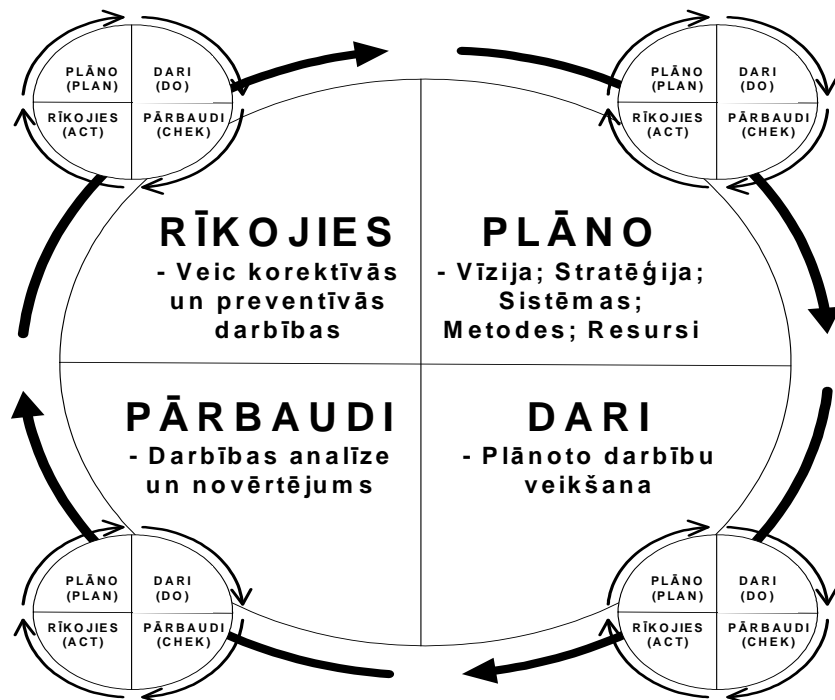 PLĀNO
(PLAN)
DARI
(DO)
RĪKOJIES
(ACT)
PĀRBAUDI
(CHEK)
PLĀNO
(PLAN)
DARI
(DO)
RĪKOJIES
(ACT)
PĀRBAUDI
(CHEK)
RĪKOJIES
- Veic korektīvās
un preventīvās
darbības
PLĀNO
- Vīzija; Stratēģija;
Sistēmas;
Metodes; Resursi
PĀRBAUDI
- Darbības analīze
un novērtējums
DARI
- Plānoto darbību
veikšana
PLĀNO
(PLAN)
DARI
(DO)
RĪKOJIES
(ACT)
PĀRBAUDI
(CHEK)
PLĀNO
(PLAN)
DARI
(DO)
RĪKOJIES
(ACT)
PĀRBAUDI
(CHEK)